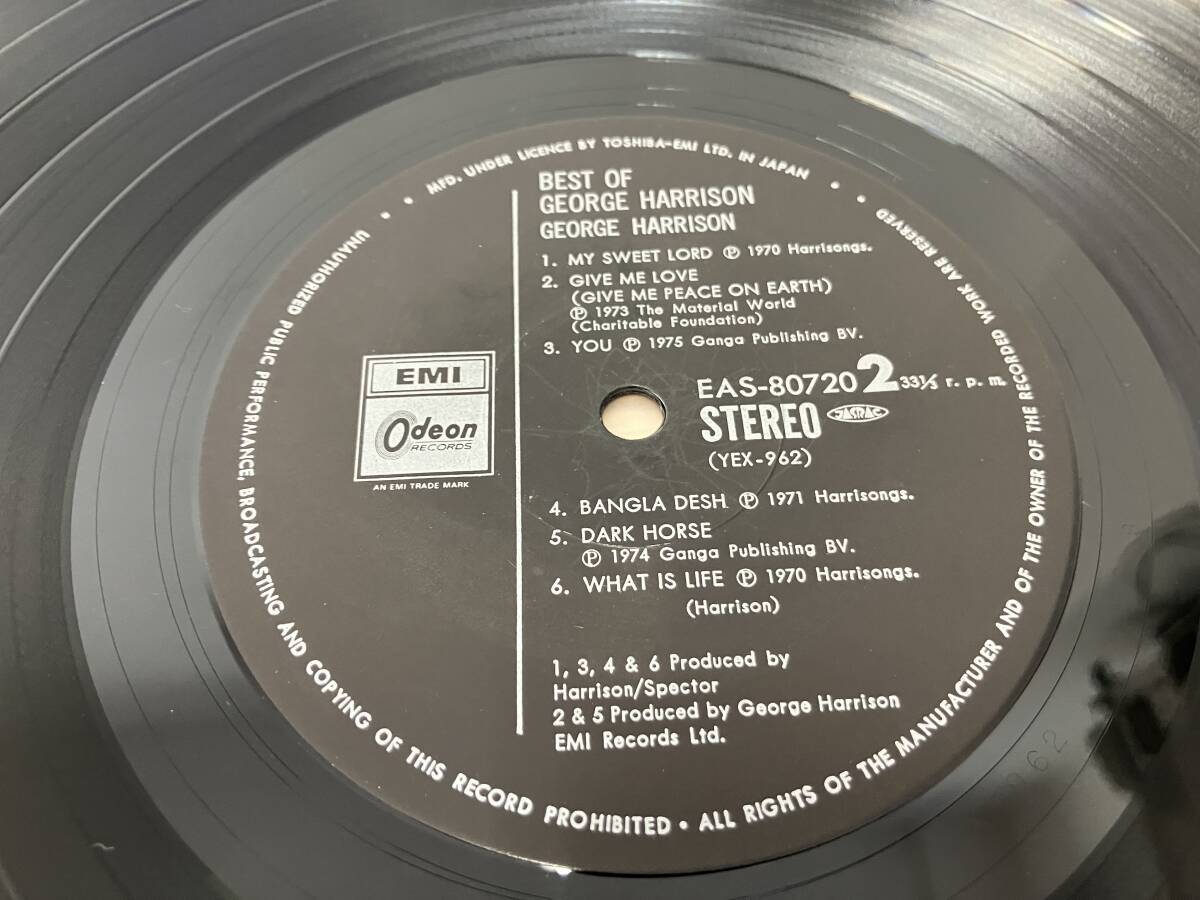 MFD. UNDER LICENCE BY TOSHIBA-EMI LTD. IN JAPAN
BEST OF
GEORGE HARRISON
GEORGE HARRISON
1. MY SWEET LORD Ⓟ 1970 Harrisongs.
2. GIVE ME LOVE
(GIVE ME PEACE ON EARTH)
Ⓟ 1973 The Material World
(Charitable Foundation)
3. YOU Ⓟ 1975 Ganga Publishing BV.
EMI
Odeon
RECORDS
AN EMI TRADE MARK
EAS-80720 2 33⅓ r. p. m.
STEREO JASRAC
(YEX-962)
4. BANGLA DESH Ⓟ 1971 Harrisongs.
5. DARK HORSE
Ⓟ 1974 Ganga Publishing BV.
6. WHAT IS LIFE Ⓟ 1970 Harrisongs.
(Harrison)
1, 3, 4 & 6 Produced by
Harrison/Spector
2 & 5 Produced by George Harrison
EMI Records Ltd.
UNAUTHORIZED PUBLIC PERFORMANCE, BROADCASTING AND COPYING OF THIS RECORD PROHIBITED • ALL RIGHTS OF THE MANUFACTURER AND OF THE OWNER OF THE RECORDED WORK ARE RESERVED